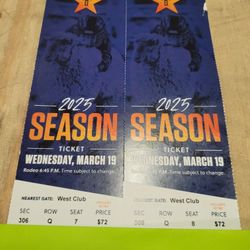 2025
SEASON
TICKET
WEDNESDAY, MARCH 19
Rodeo 6:45 P.M. Time subject to change.
NEAREST GATE: West Club
SEC ROW SEAT PRICE
306 Q 7 $72
2025
SEASON
TICKET
WEDNESDAY, MARCH 19
Rodeo 6:45 P.M. Time subject to change.
NEAREST GATE: West Club
SEC ROW SEAT PRICE
306 Q 8 $72